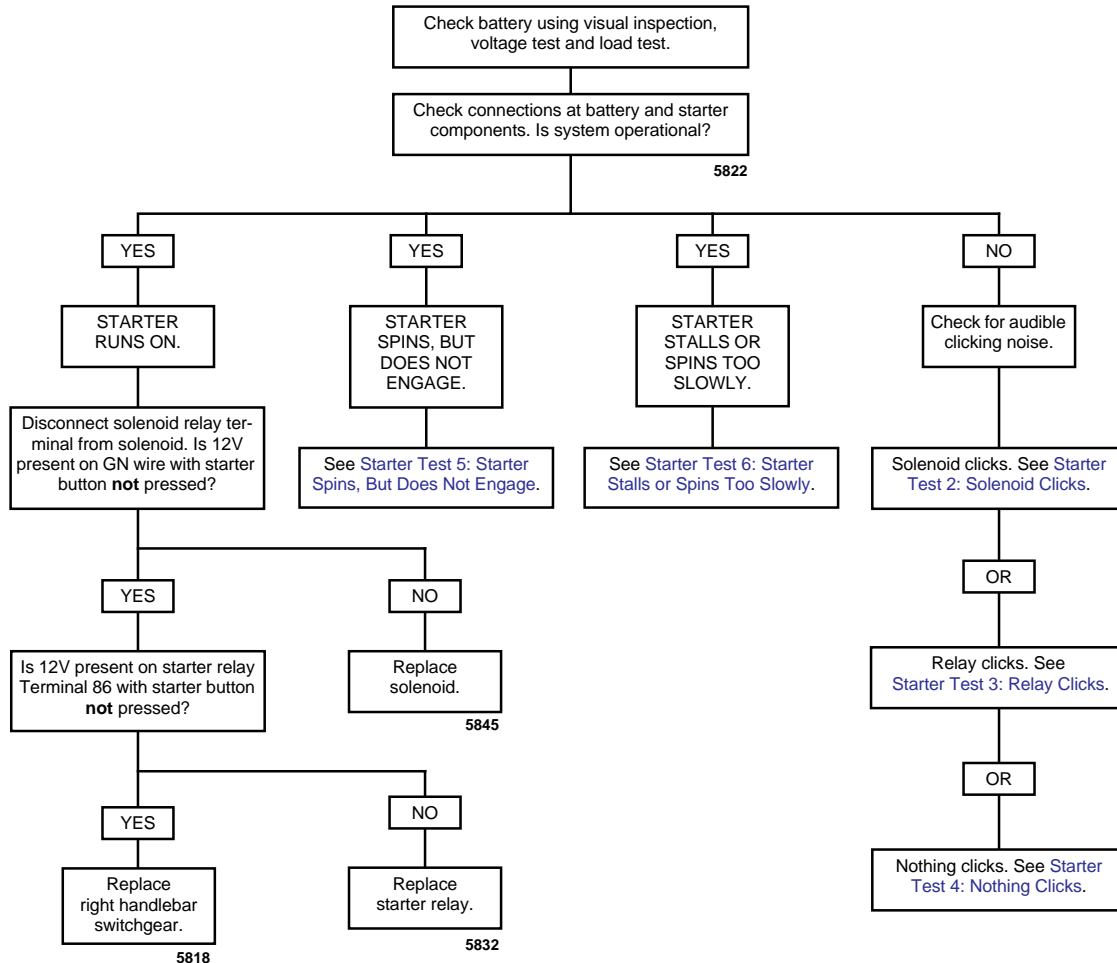 Check battery using visual inspection,
voltage test and load test.
Check connections at battery and starter
components. Is system operational?
5822
YES
YES
YES
NO
STARTER
RUNS ON.
STARTER
SPINS, BUT
DOES NOT
ENGAGE.
STARTER
STALLS OR
SPINS TOO
SLOWLY.
Check for audible
clicking noise.
Disconnect solenoid relay ter-
minal from solenoid. Is 12V
present on GN wire with starter
button not pressed?
See Starter Test 5: Starter
Spins, But Does Not Engage.
See Starter Test 6: Starter
Stalls or Spins Too Slowly.
Solenoid clicks. See Starter
Test 2: Solenoid Clicks.
YES
NO
OR
Is 12V present on starter relay
Terminal 86 with starter button
not pressed?
Replace
solenoid.
5845
Relay clicks. See
Starter Test 3: Relay Clicks.
YES
NO
OR
Replace
right handlebar
switchgear.
5818
Replace
starter relay.
5832
Nothing clicks. See Starter
Test 4: Nothing Clicks.